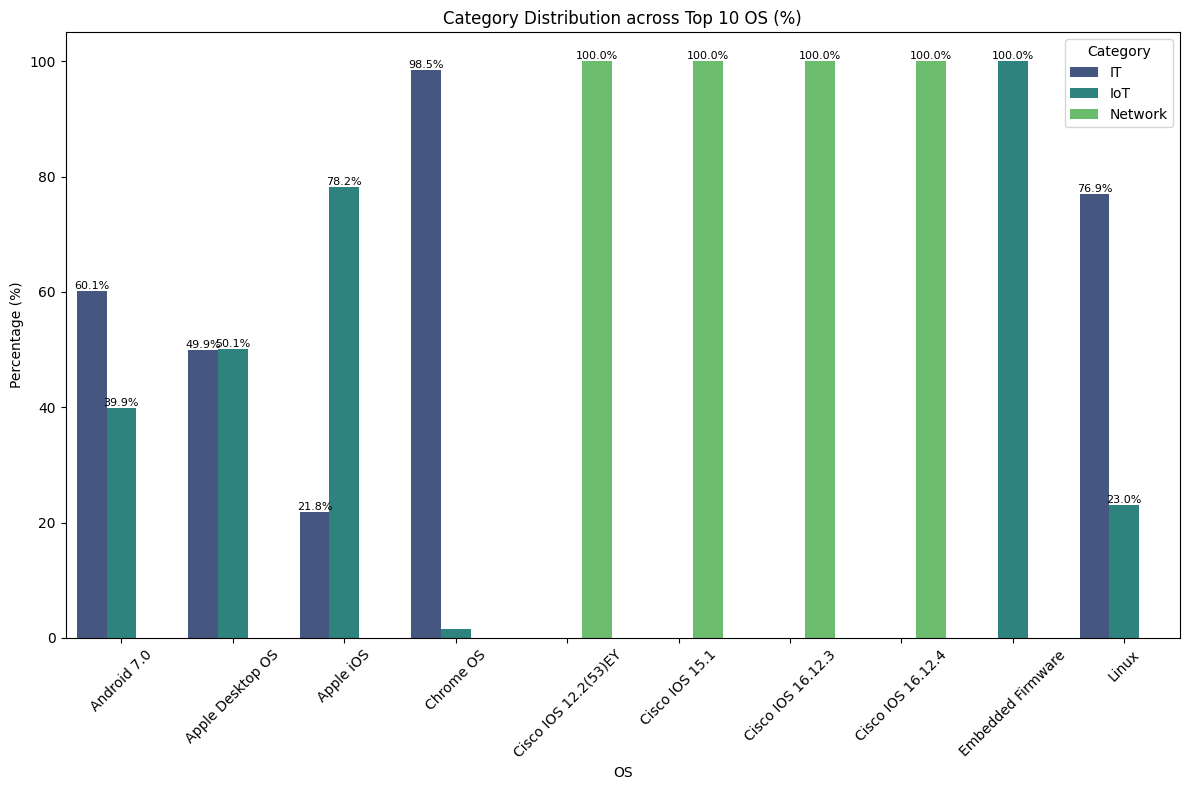 Category Distribution across Top 10 OS (%)
Percentage (%)
100
80
60
40
20
0
60.1%
39.9%
49.9%
50.1%
21.8%
78.2%
98.5%
100.0%
100.0%
100.0%
100.0%
100.0%
76.9%
23.0%
Category
IT
IoT
Network
Android 7.0
Apple Desktop OS
Apple iOS
Chrome OS
Cisco IOS 12.2(53)EY
Cisco IOS 15.1
Cisco IOS 16.12.3
Cisco IOS 16.12.4
Embedded Firmware
Linux
OS